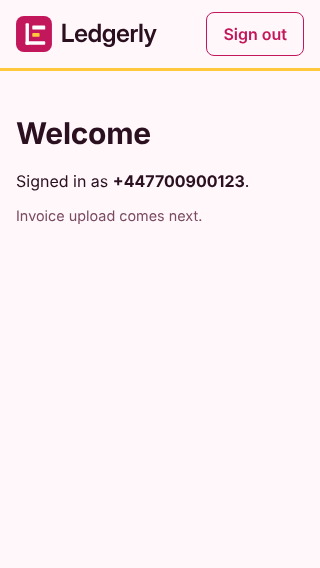 Ledgerly
Sign out
Welcome
Signed in as +447700900123.
Invoice upload comes next.